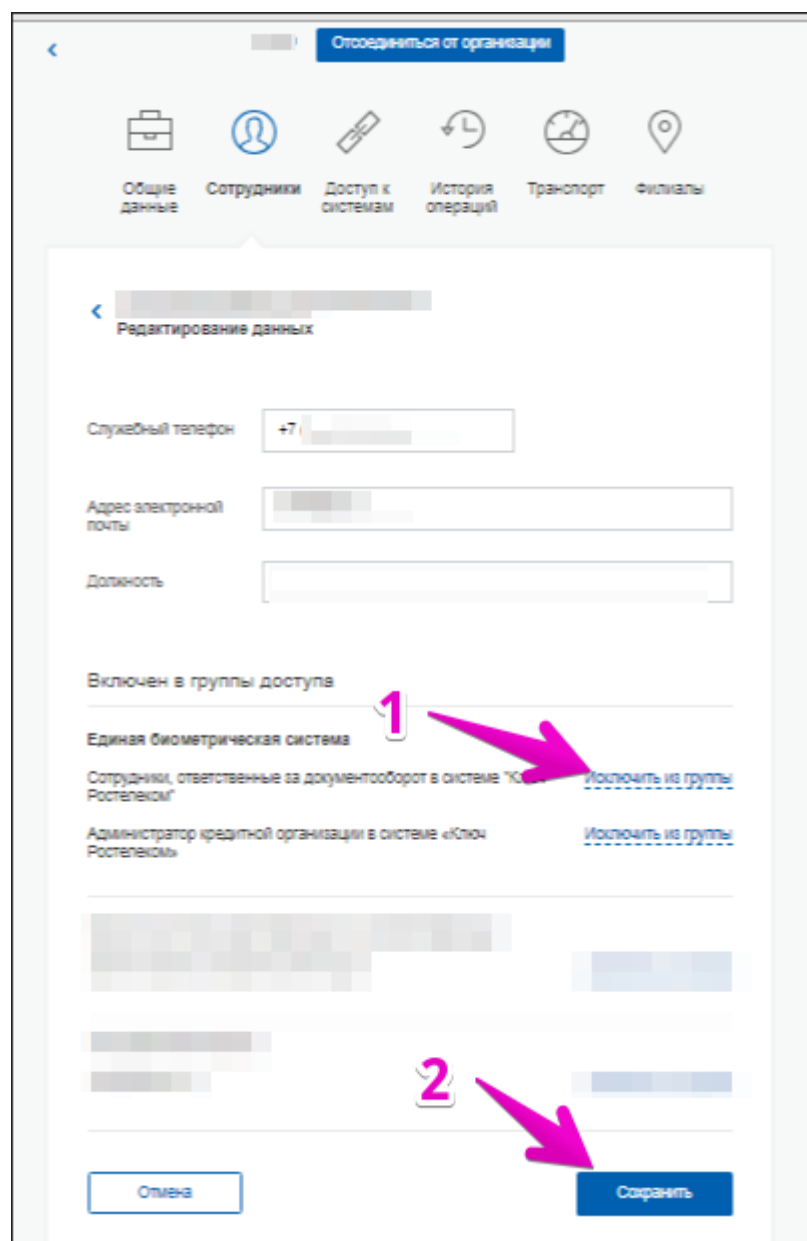 Отсоединиться от организации
Общие данные
Сотрудники
Доступ к системам
История операций
Транспорт
Филиалы
Редактирование данных
Служебный телефон
+7
Адрес электронной почты
Должность
Включен в группы доступа
1
Единая биометрическая система
Сотрудники, ответственные за документооборот в системе "Ключ
Ростелеком"
Исключить из группы
Администратор кредитной организации в системе «Ключ
Ростелеком»
Исключить из группы
2
Отмена
Сохранить